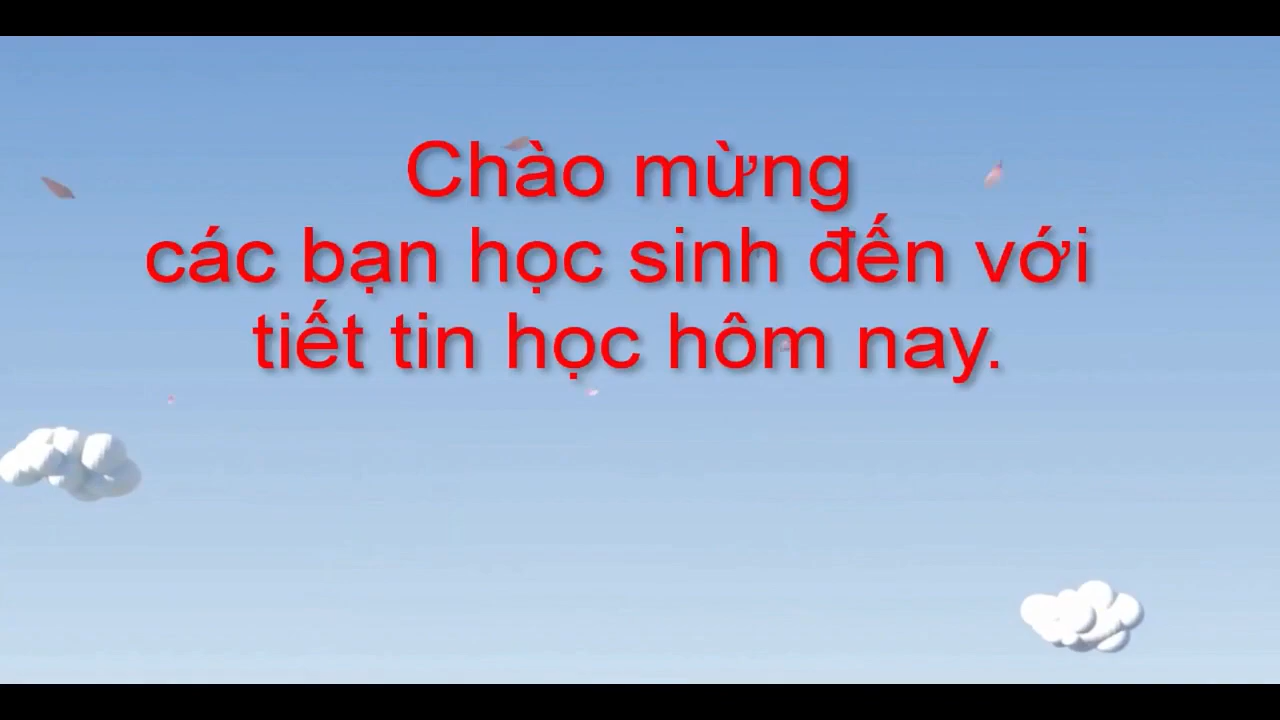 Chào mừng
các bạn học sinh đến với
tiết tin học hôm nay.